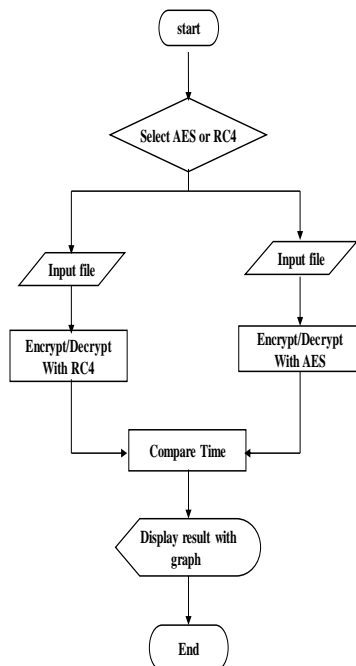 start
Select AES or RC4
Input file
Input file
Encrypt/Decrypt
With RC4
Encrypt/Decrypt
With AES
Compare Time
Display result with
graph
End